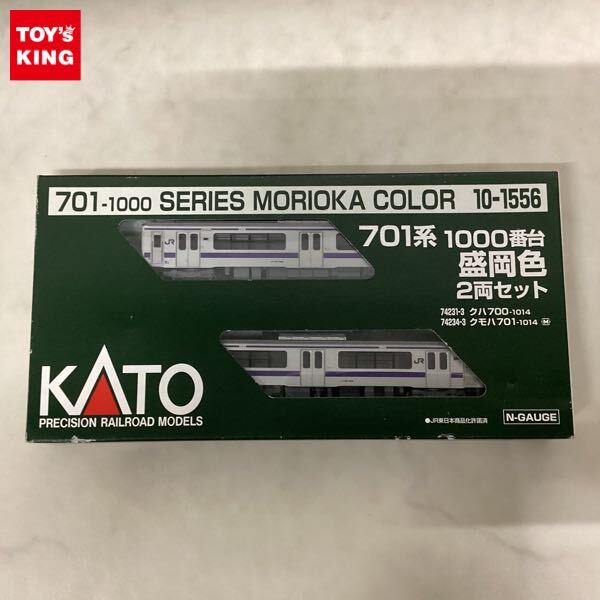 TOY's
KING
701-1000 SERIES MORIOKA COLOR 10-1556
701系 1000番台
盛岡色
2両セット
74231-3 クハ700-1014
74234-3 クモハ701-1014 M
JR
JR
KATO
PRECISION RAILROAD MODELS
●JR東日本商品化許諾済
N-GAUGE